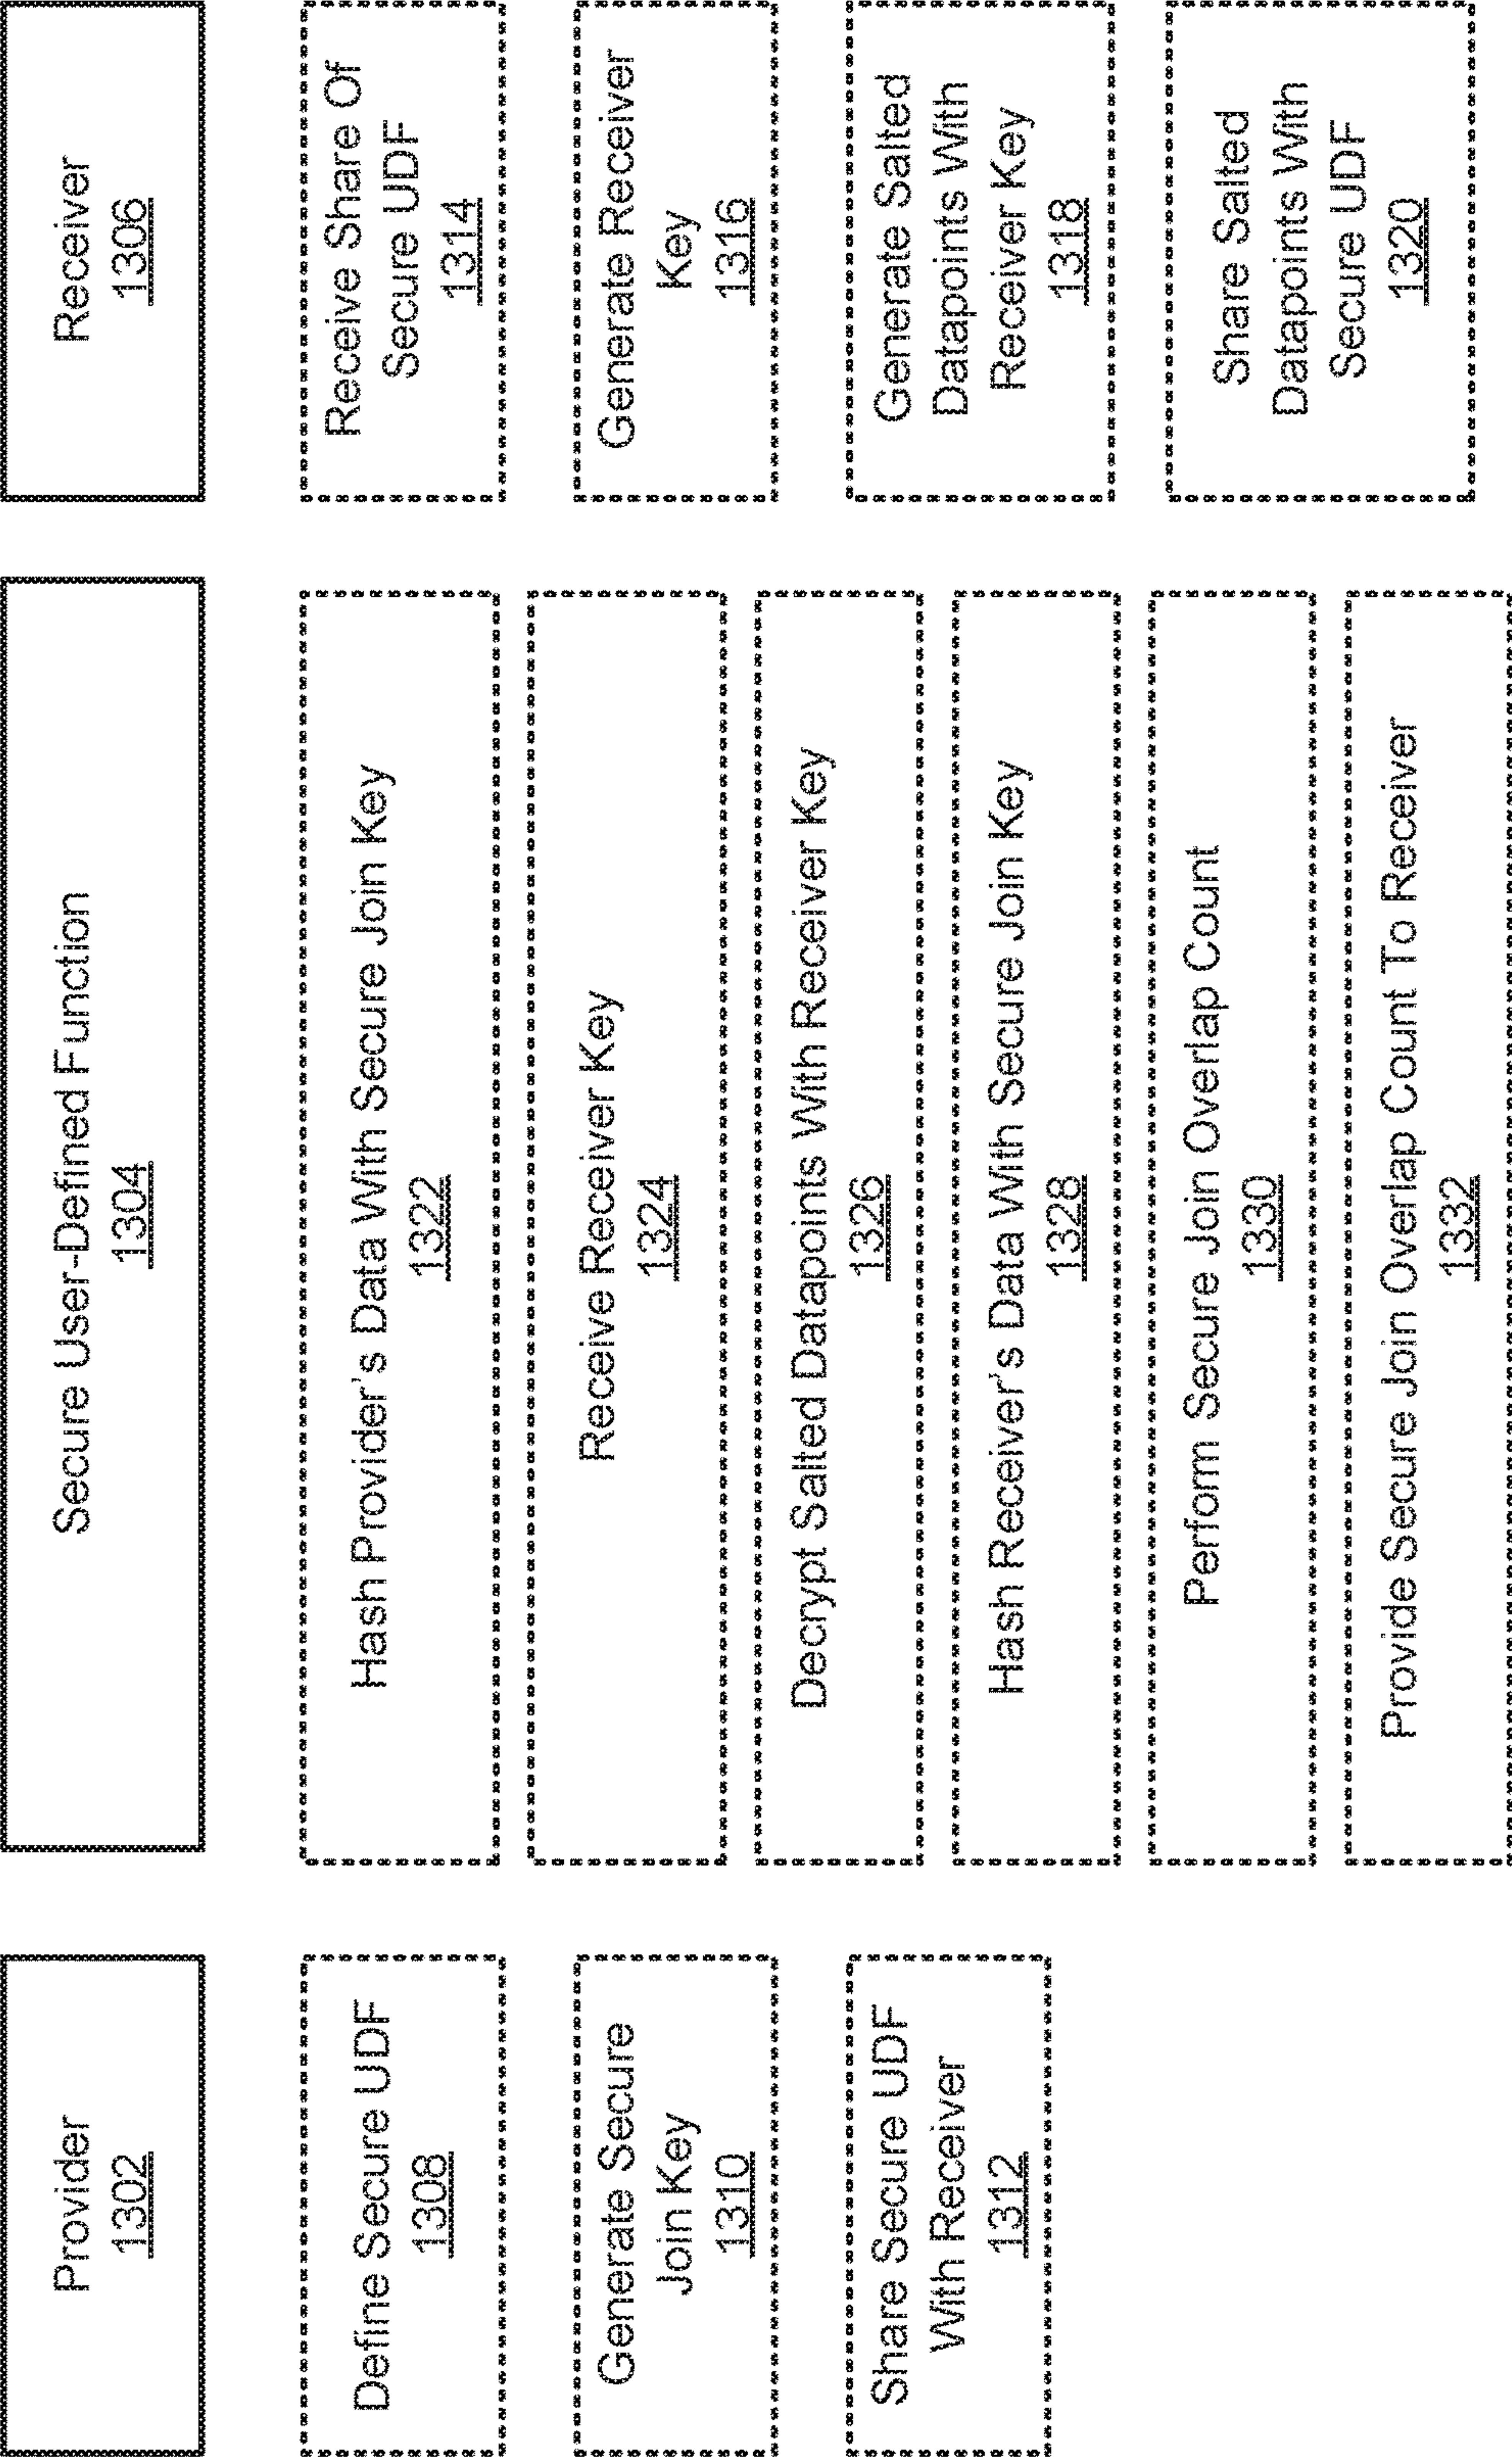 Provider
1302
Secure User-Defined Function
1304
Receiver
1306
Define Secure UDF
1308
Generate Secure
Join Key
1310
Share Secure UDF
With Receiver
1312
Hash Provider's Data With Secure Join Key
1322
Receive Receiver Key
1324
Decrypt Salted Datapoints With Receiver Key
1326
Hash Receiver's Data With Secure Join Key
1328
Perform Secure Join Overlap Count
1330
Provide Secure Join Overlap Count To Receiver
1332
Receive Share Of
Secure UDF
1314
Generate Receiver
Key
1316
Generate Salted
Datapoints With
Receiver Key
1318
Share Salted
Datapoints With
Secure UDF
1320